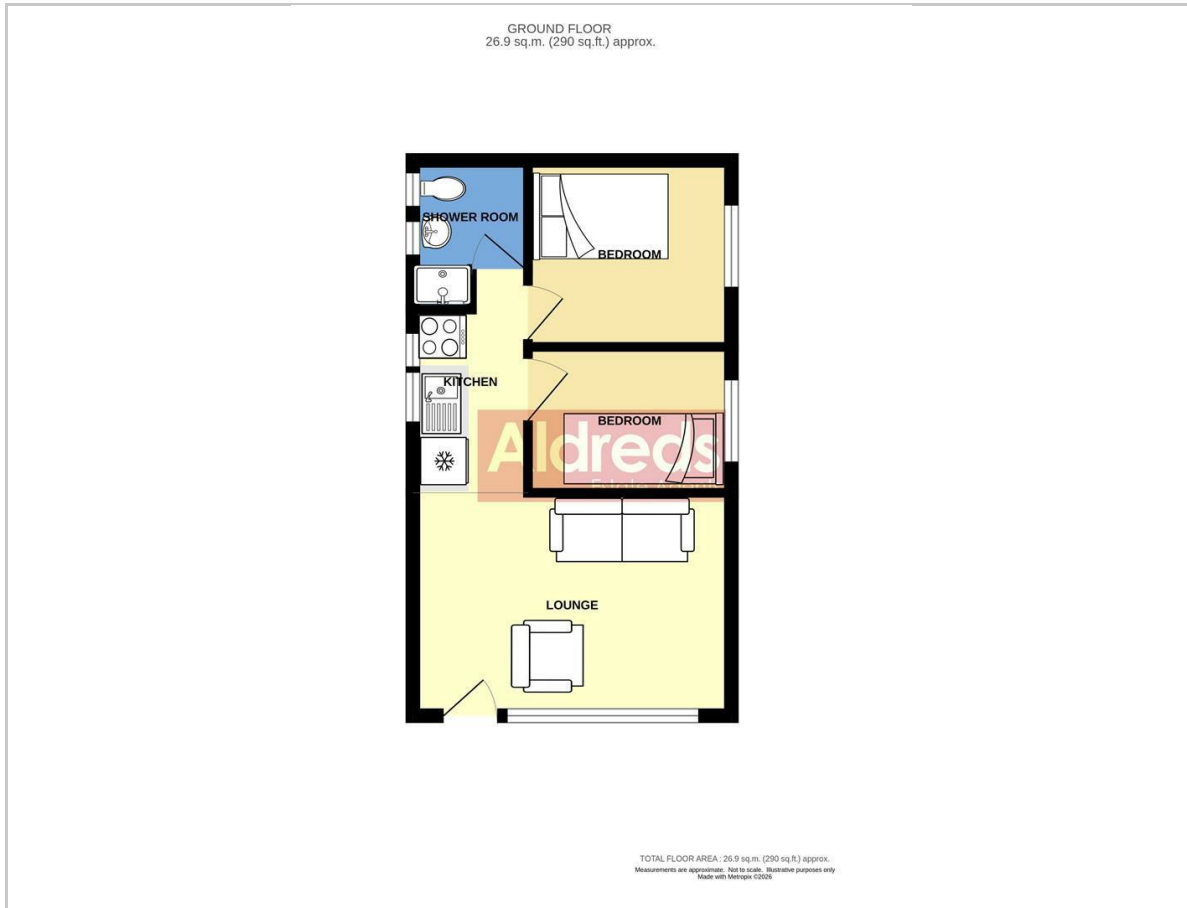 GROUND FLOOR
26.9 sq.m. (290 sq.ft.) approx.
SHOWER ROOM
BEDROOM
KITCHEN
BEDROOM
Aldreds
Estate Agents
LOUNGE
TOTAL FLOOR AREA : 26.9 sq.m. (290 sq.ft.) approx.
Measurements are approximate. Not to scale. Illustrative purposes only
Made with Metropix ©2026